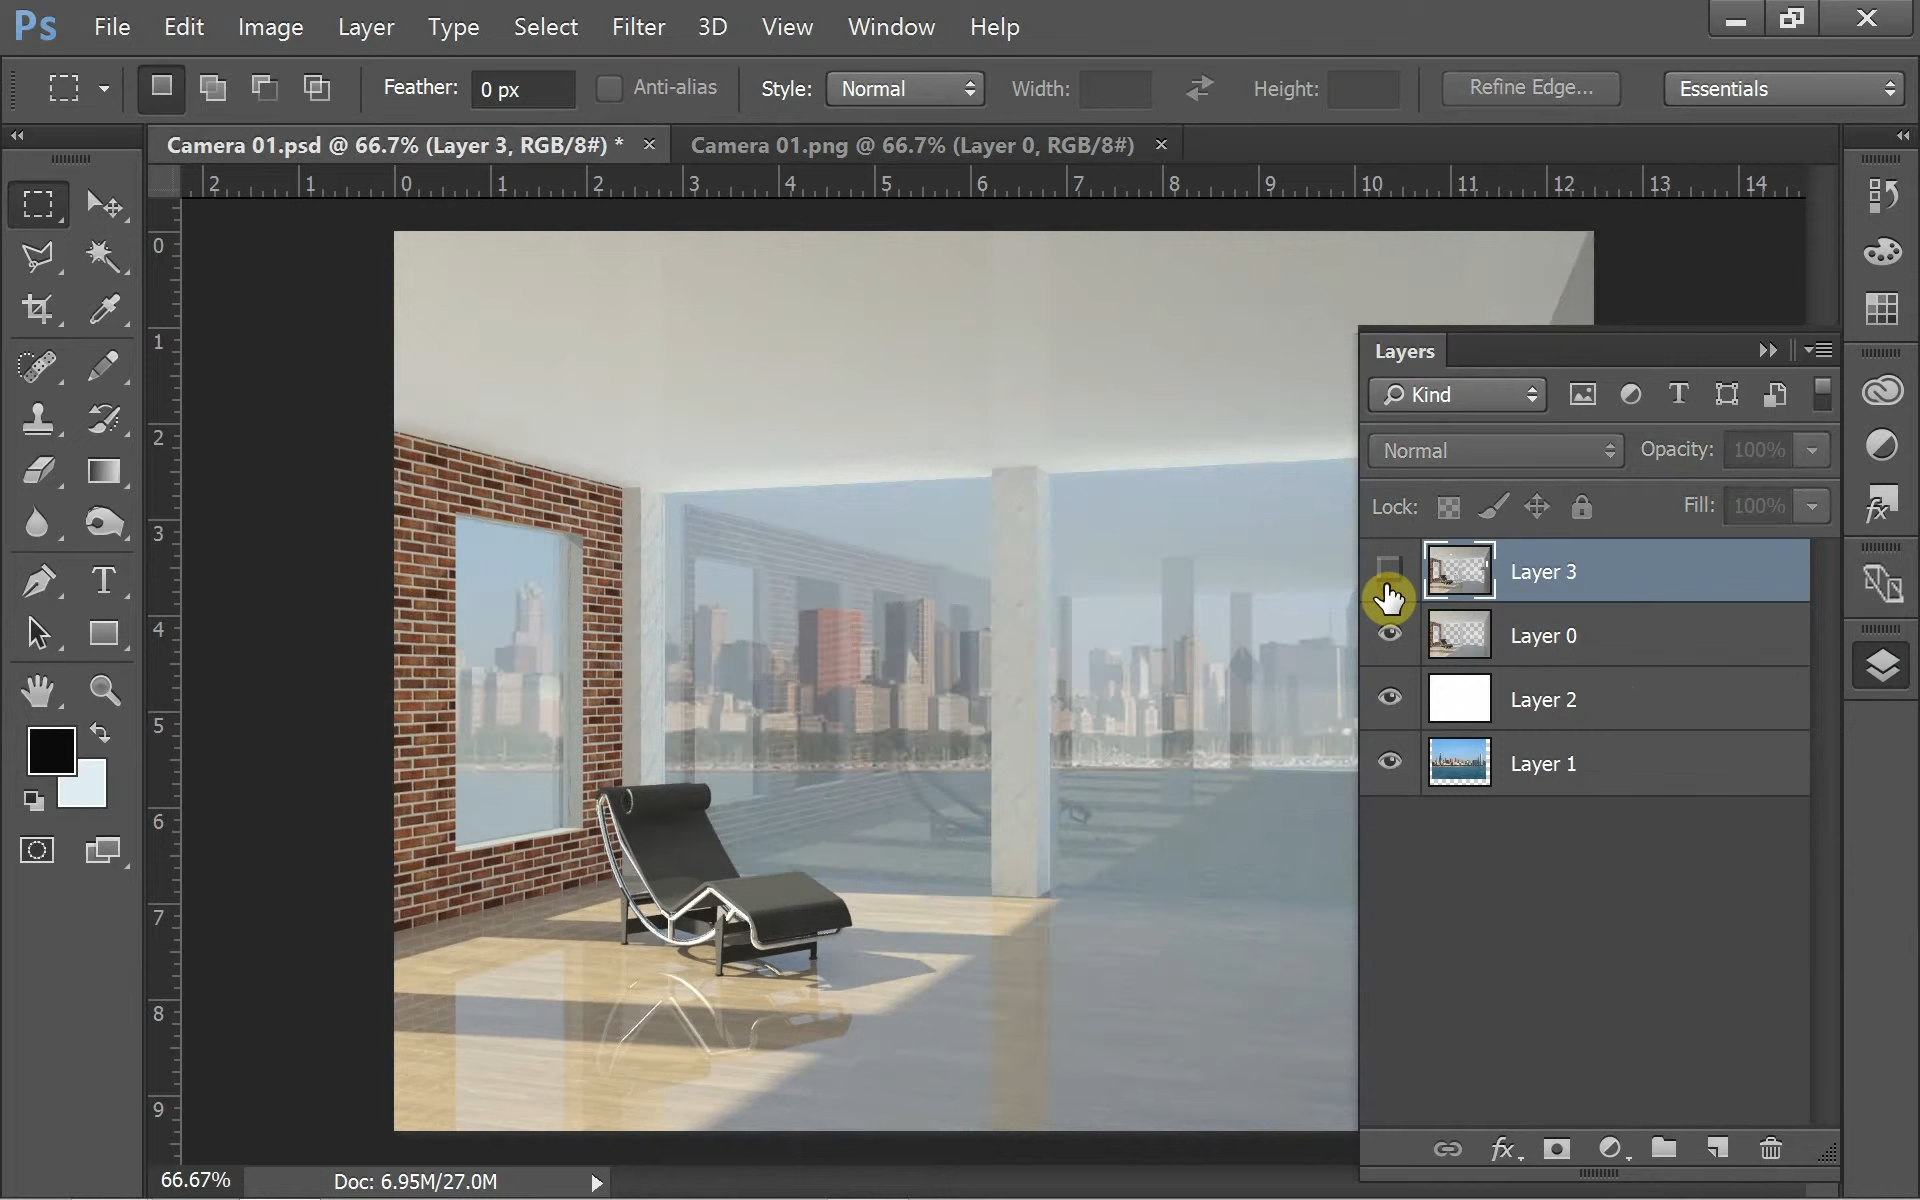 Ps File Edit Image Layer Type Select Filter 3D View Window Help
Feather: 0 px Anti-alias Style: Normal Width: Height: Refine Edge... Essentials
Camera 01.psd @ 66.7% (Layer 3, RGB/8#) * × Camera 01.png @ 66.7% (Layer 0, RGB/8#) ×
2 1 0 1 2 3 4 5 6 7 8 9 10 11 12 13 14
0
1
2
3
4
5
6
7
8
9
Layers
Kind T
Normal Opacity: 100%
Lock: Fill: 100%
Layer 3
Layer 0
Layer 2
Layer 1
T
fx
fx
66.67% Doc: 6.95M/27.0M